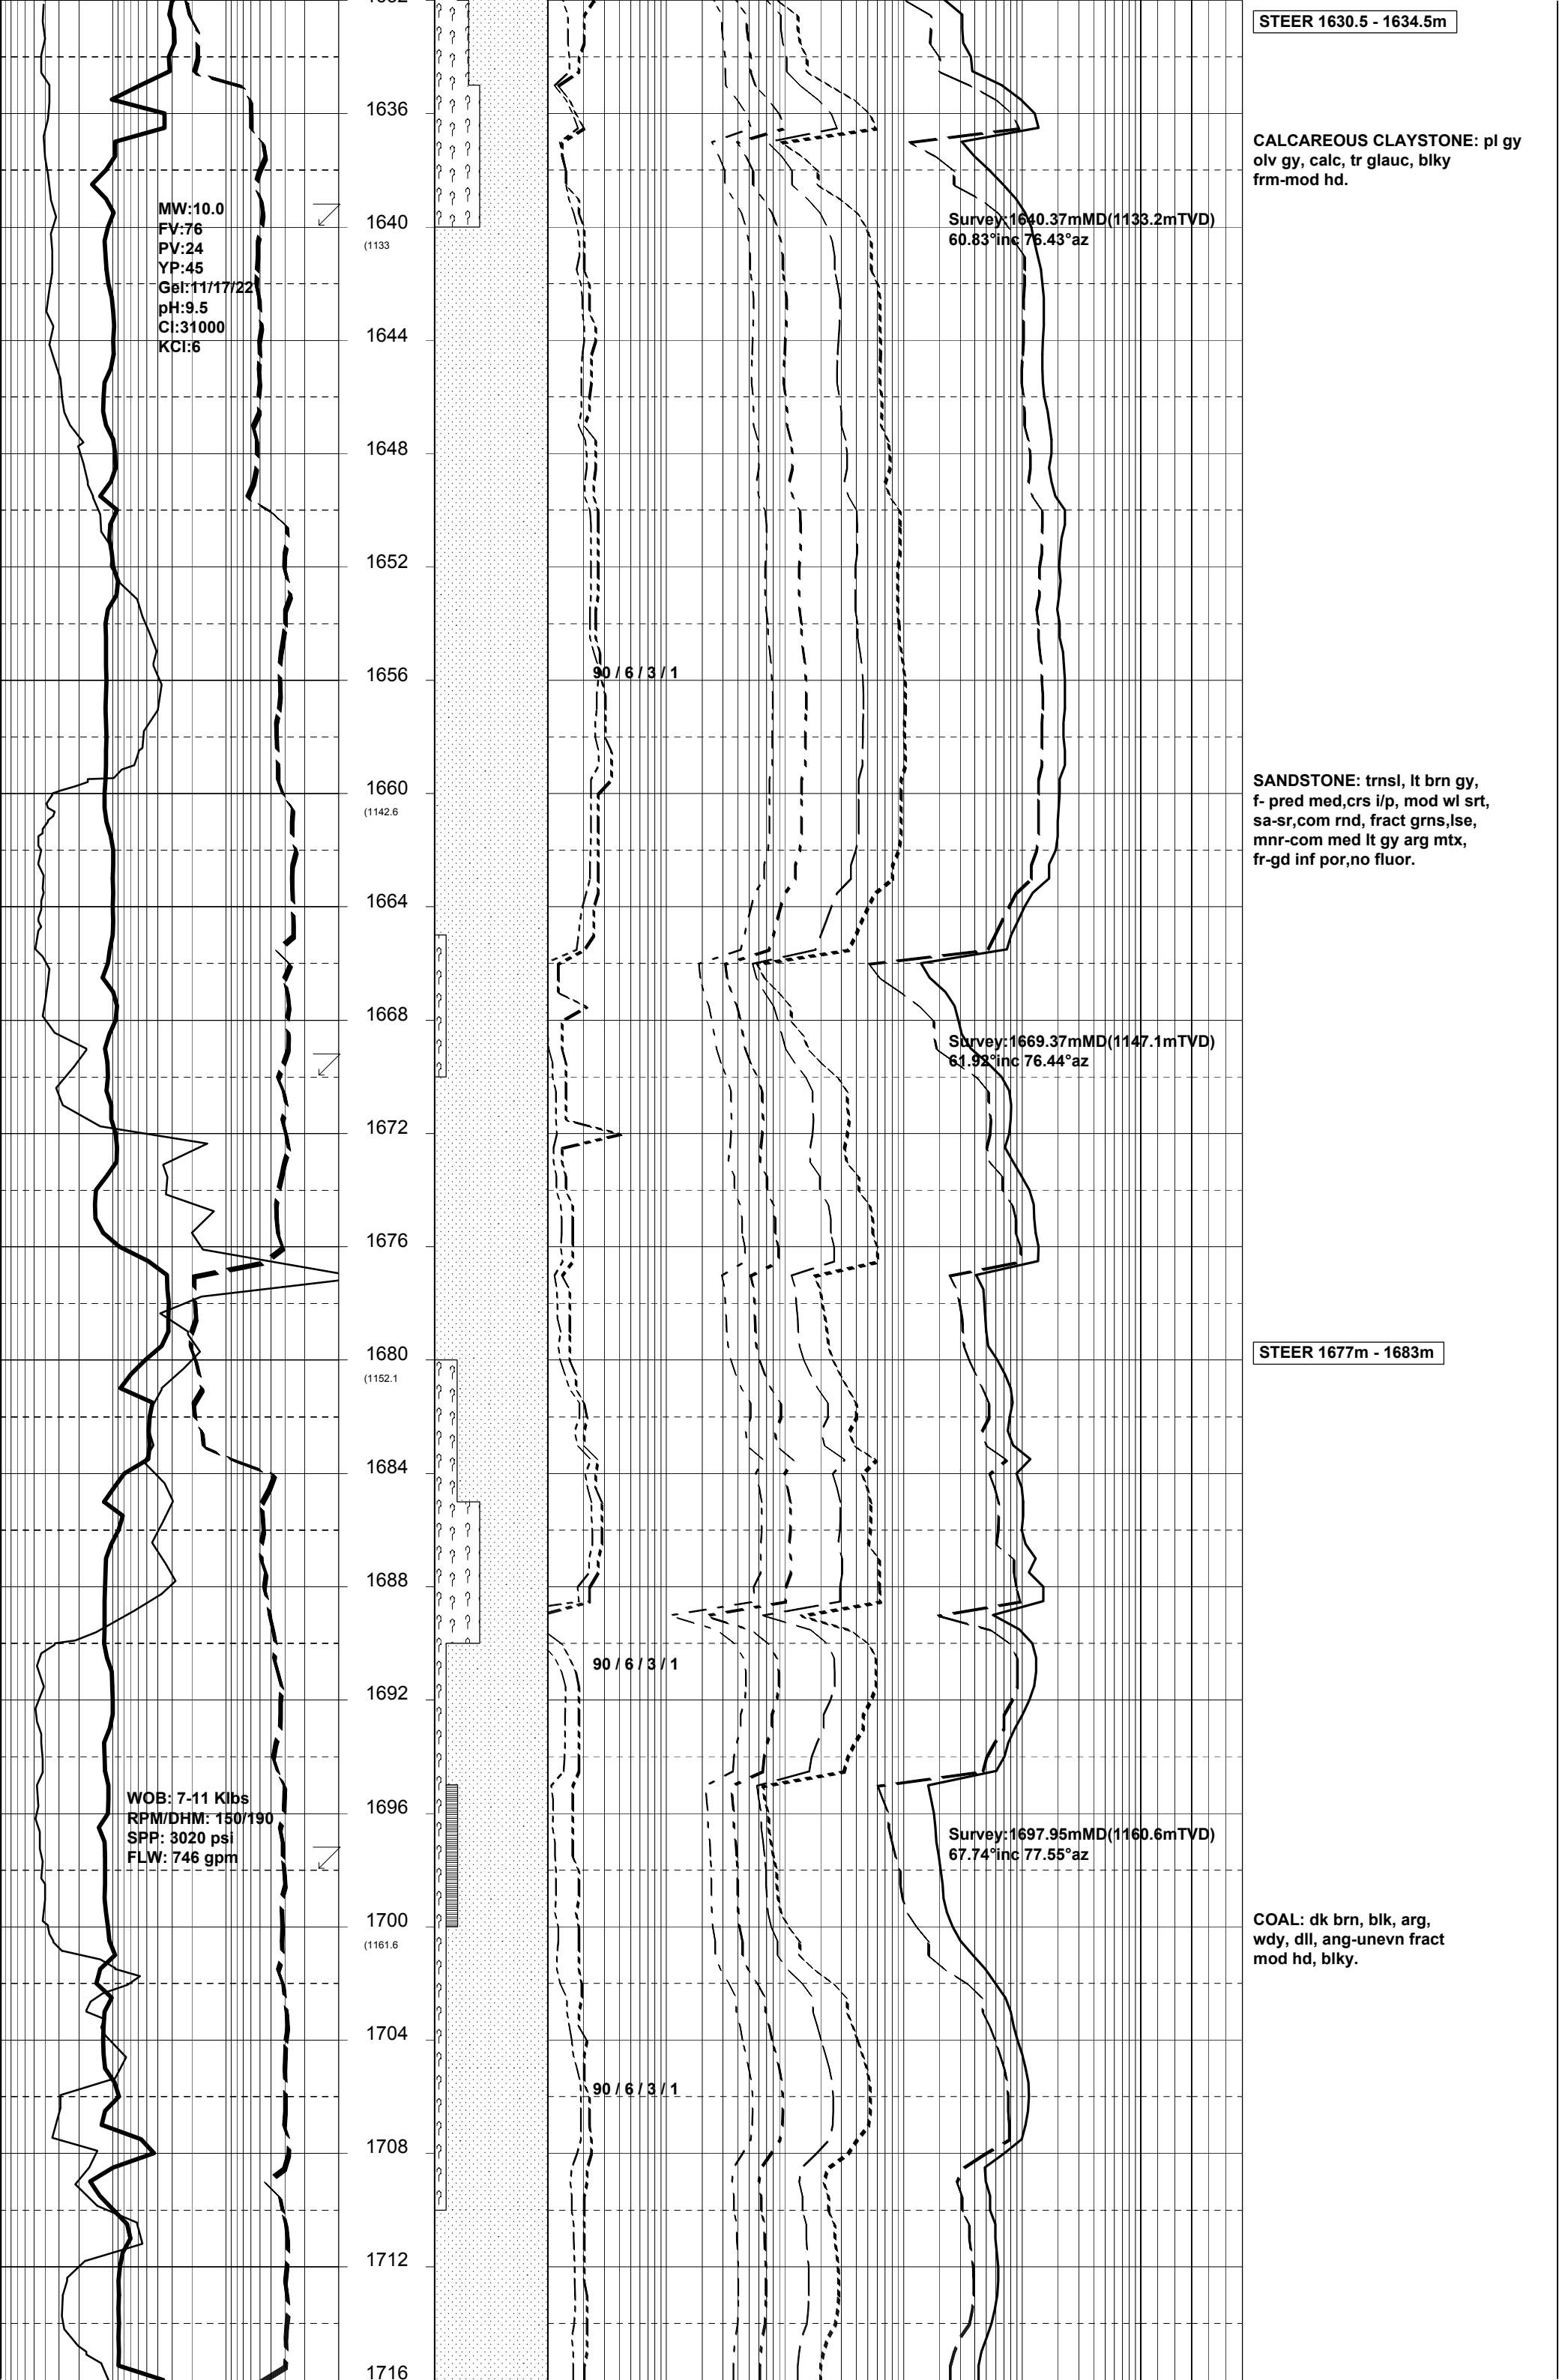 STEER 1630.5 - 1634.5m
1636
CALCAREOUS CLAYSTONE: pl gy
olv gy, calc, tr glauc, blky
frm-mod hd.
MW:10.0
FV:76
PV:24
YP:45
Gel:11/17/22
pH:9.5
Cl:31000
KCl:6
1640
(1133
Survey:1640.37mMD(1133.2mTVD)
60.83°inc 76.43°az
1644
1648
1652
1656
90 / 6 / 3 / 1
1660
(1142.6
SANDSTONE: trnsl, lt brn gy,
f- pred med,crs i/p, mod wl srt,
sa-sr,com rnd, fract grns,lse,
mnr-com med lt gy arg mtx,
fr-gd inf por,no fluor.
1664
1668
Survey:1669.37mMD(1147.1mTVD)
61.92°inc 76.44°az
1672
1676
1680
(1152.1
STEER 1677m - 1683m
1684
1688
90 / 6 / 3 / 1
1692
WOB: 7-11 Klbs
RPM/DHM: 150/190
SPP: 3020 psi
FLW: 746 gpm
1696
Survey:1697.95mMD(1160.6mTVD)
67.74°inc 77.55°az
1700
(1161.6
COAL: dk brn, blk, arg,
wdy, dll, ang-unevn fract
mod hd, blky.
1704
90 / 6 / 3 / 1
1708
1712
1716